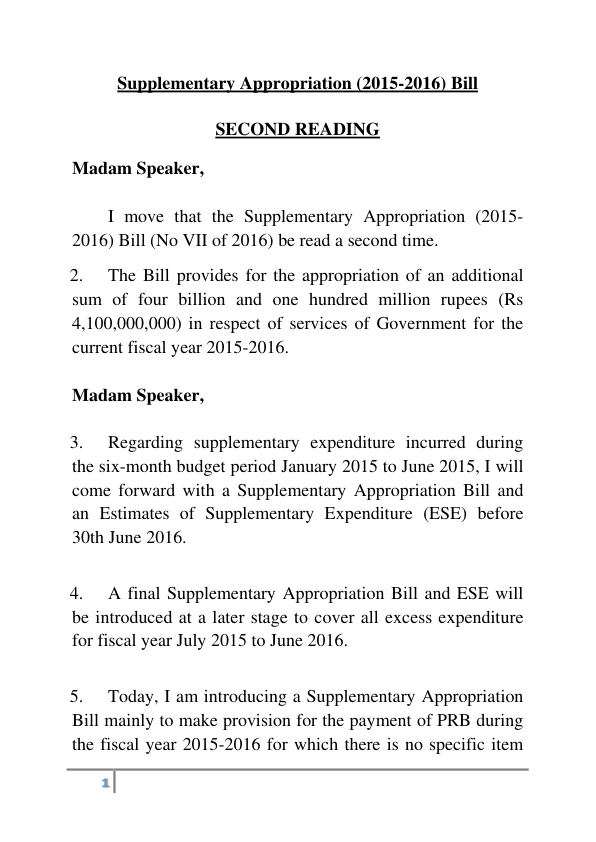 Supplementary Appropriation (2015-2016) Bill
SECOND READING
Madam Speaker,
I move that the Supplementary Appropriation (2015-
2016) Bill (No VII of 2016) be read a second time.
2. The Bill provides for the appropriation of an additional
sum of four billion and one hundred million rupees (Rs
4,100,000,000) in respect of services of Government for the
current fiscal year 2015-2016.
Madam Speaker,
3. Regarding supplementary expenditure incurred during
the six-month budget period January 2015 to June 2015, I will
come forward with a Supplementary Appropriation Bill and
an Estimates of Supplementary Expenditure (ESE) before
30th June 2016.
4. A final Supplementary Appropriation Bill and ESE will
be introduced at a later stage to cover all excess expenditure
for fiscal year July 2015 to June 2016.
5. Today, I am introducing a Supplementary Appropriation
Bill mainly to make provision for the payment of PRB during
the fiscal year 2015-2016 for which there is no specific item
1